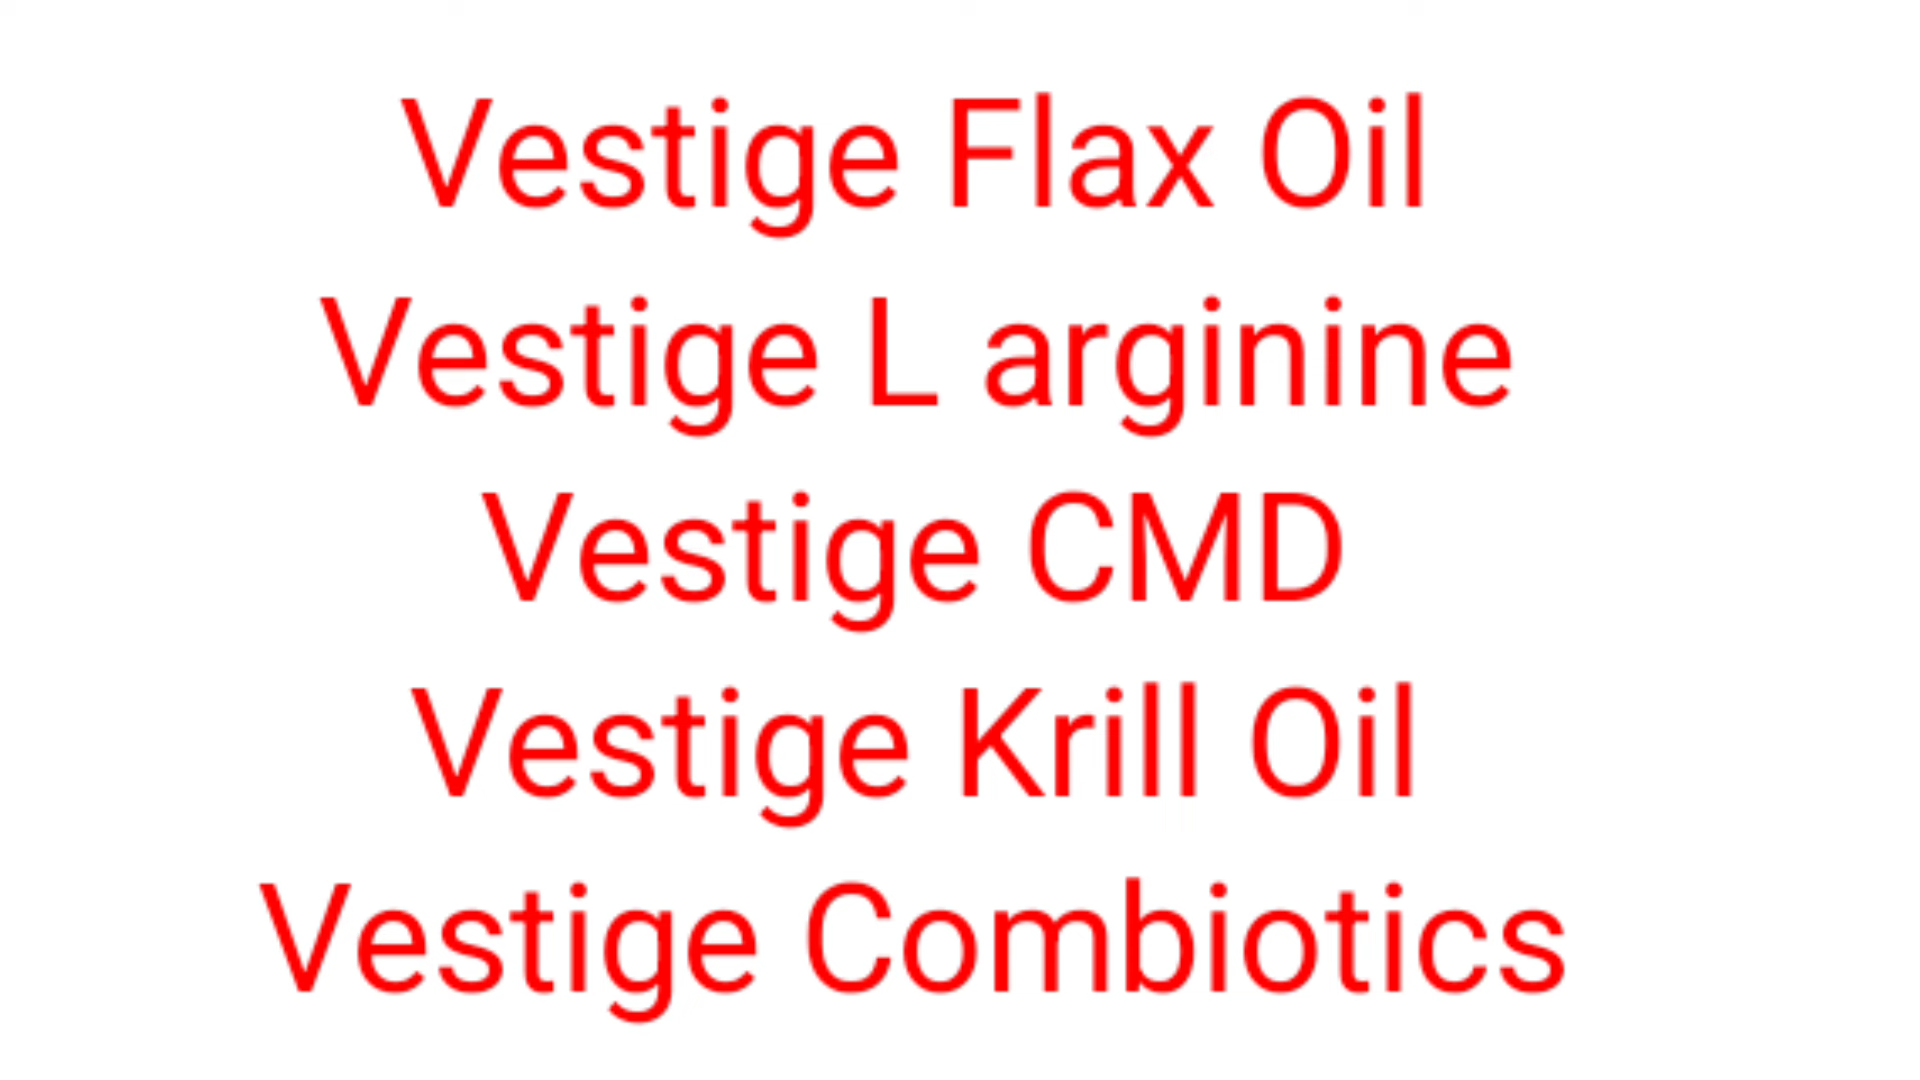 Vestige Flax Oil
Vestige L arginine
Vestige CMD
Vestige Krill Oil
Vestige Combiotics